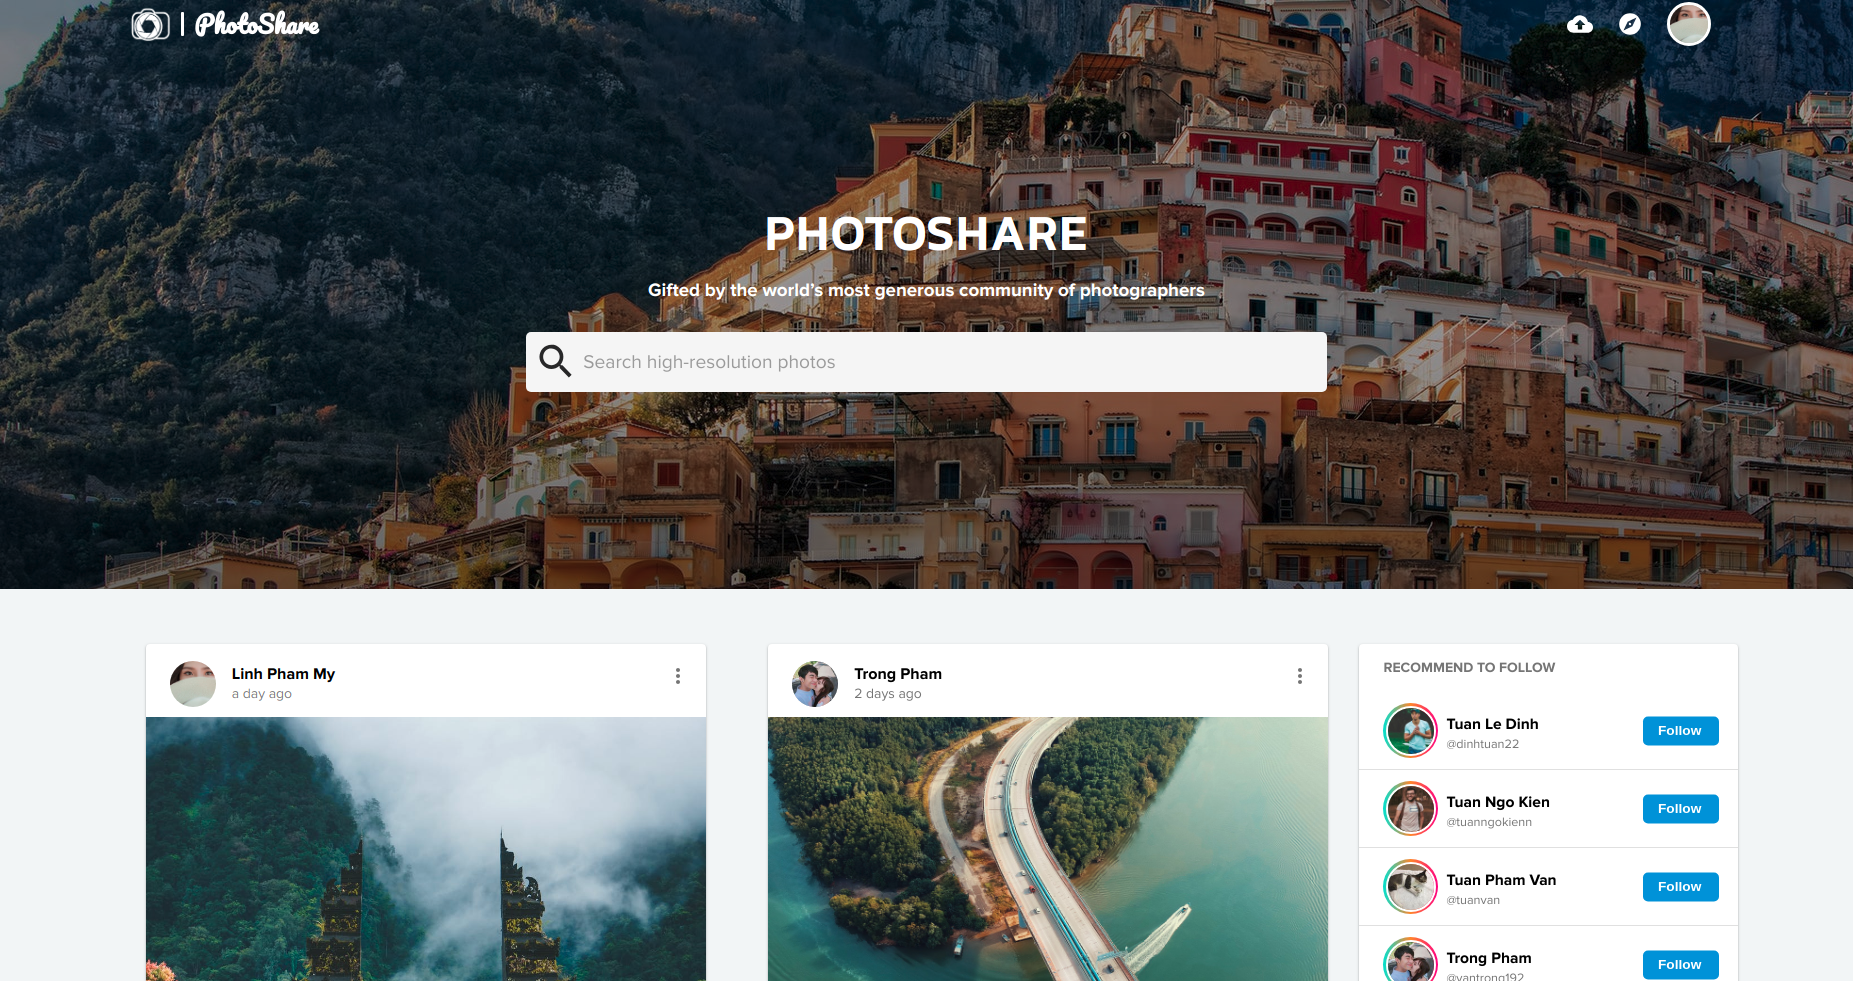 PhotoShare
PHOTOSHARE
Gifted by the world's most generous community of photographers
Search high-resolution photos
Linh Pham My
a day ago
Trong Pham
2 days ago
RECOMMEND TO FOLLOW
Tuan Le Dinh
@dinhtuan22
Follow
Tuan Ngo Kien
@tuanngokienn
Follow
Tuan Pham Van
@tuanvan
Follow
Trong Pham
@vantrong192
Follow